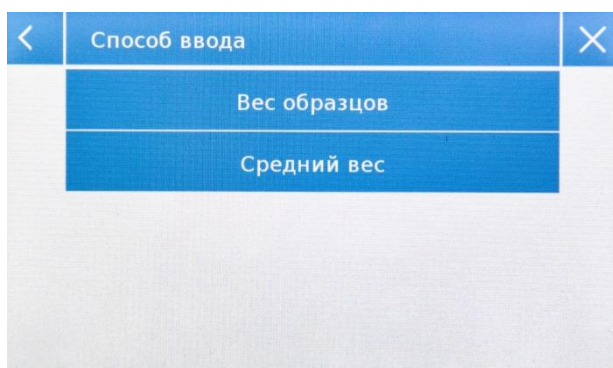 Способ ввода
Вес образцов
Средний вес